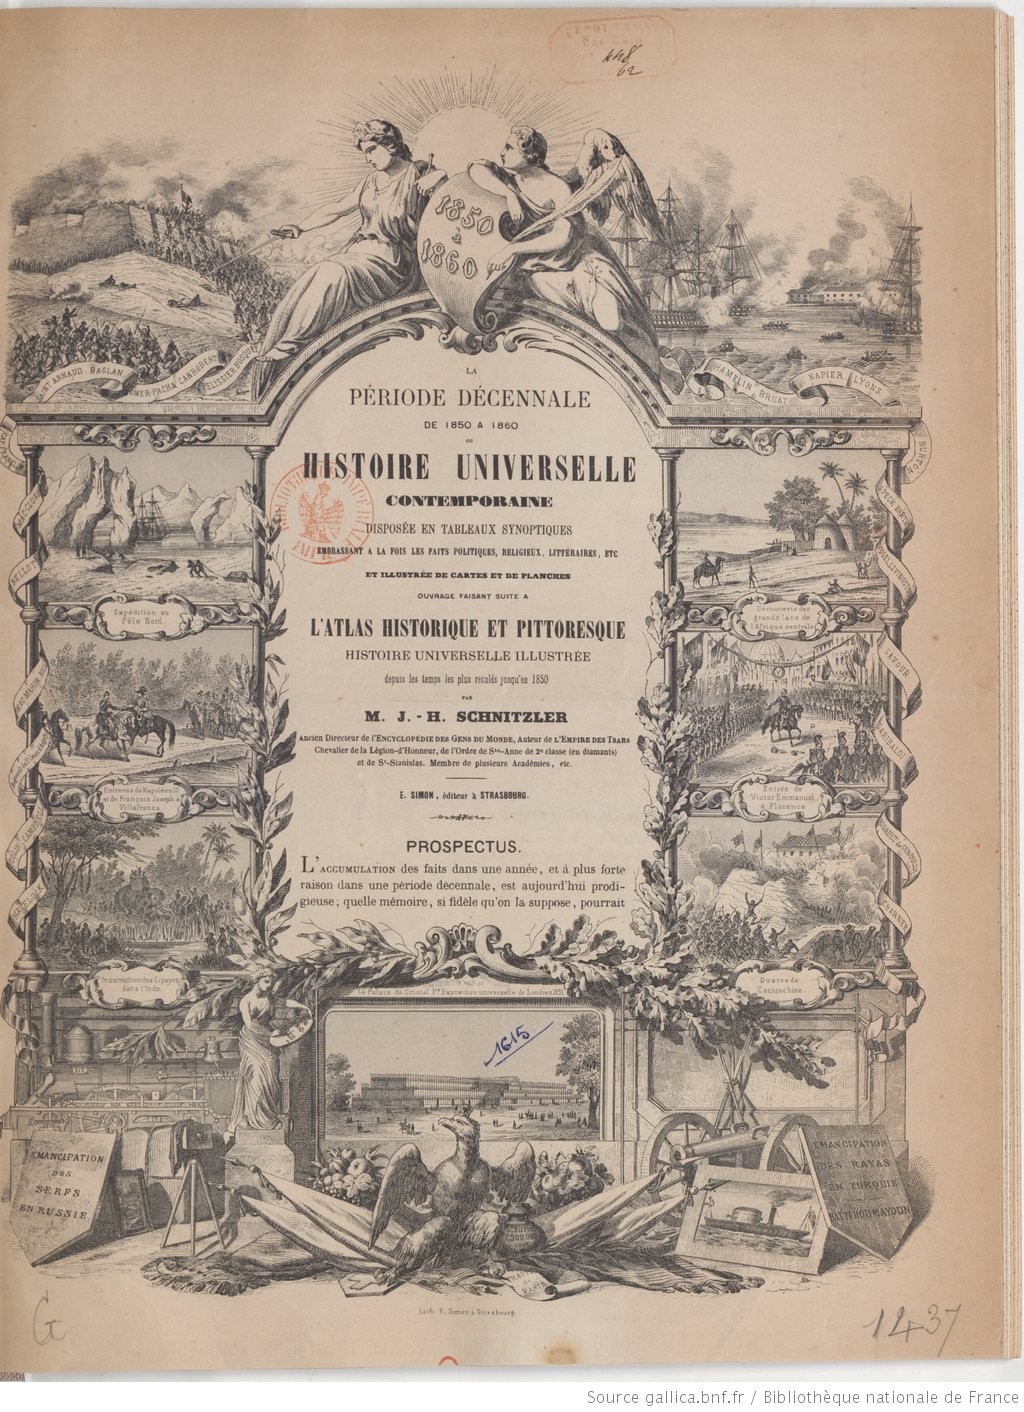 448
62
1850
à
1860
SAINT ARNAUD. RAGLAN
OMER-PACHA CANROBERT
PELISSIER BOSQUET
HAMELIN
BRUAT
NAPIER LYONS
LA
PÉRIODE DÉCENNALE
DE 1850 A 1860
OU
HISTOIRE UNIVERSELLE
CONTEMPORAINE
DISPOSÉE EN TABLEAUX SYNOPTIQUES
EMBRASSANT A LA FOIS LES FAITS POLITIQUES, RELIGIEUX, LITTÉRAIRES, ETC
ET ILLUSTRÉE DE CARTES ET DE PLANCHES
OUVRAGE FAISANT SUITE A
L'ATLAS HISTORIQUE ET PITTORESQUE
HISTOIRE UNIVERSELLE ILLUSTRÉE
depuis les temps les plus reculés jusqu'en 1850
PAR
M. J.-H. SCHNITZLER
Ancien Directeur de l'ENCYCLOPÉDIE DES GENS DU MONDE, Auteur de L'EMPIRE DES TSARS
Chevalier de la Légion-d'Honneur, de l'Ordre de Ste-Anne de 2e classe (eu diamants)
et de St-Stanislas. Membre de plusieurs Académies, etc.
E. SIMON, éditeur à STRASBOURG.
PROSPECTUS.
L'ACCUMULATION des faits dans une année, et à plus forte
raison dans une période décennale, est aujourd'hui prodi-
gieuse; quelle mémoire, si fidèle qu'on la suppose, pourrait
BELLOT
Expédition au
Pôle Nord.
Entrevue de Napoléon III
et de François Joseph à
Villafranca
Insurrection des Cipayes
dans l'Inde.
BURTON
Découverte des
grands lacs de
l'Afrique centrale
CAVOUR
GARIBALDI
Entrée de
Victor Emmanuel
à Florence
Guerre de
Cochinchine
Le Palais de Cristal 1re Exposition universelle de Londres 1851
1615
EMANCIPATION
DES
SERFS
EN RUSSIE
EMANCIPATION
DES RAYAS
EN TURQUIE
HATTI HOUMAYOUN
Lith. E. Simon à Strasbourg.
G
1437
Source gallica.bnf.fr / Bibliothèque nationale de France